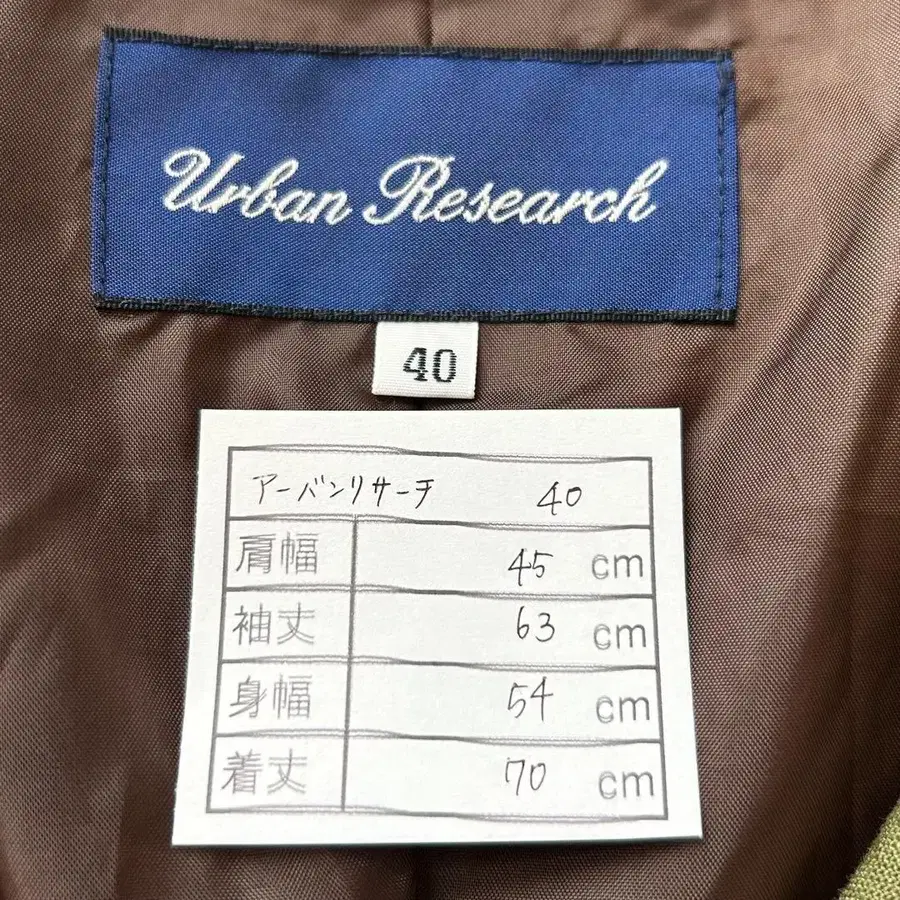 Urban Research
40
アーバンリサーチ 40
肩幅 45 cm
袖丈 63 cm
身幅 54 cm
着丈 70 cm